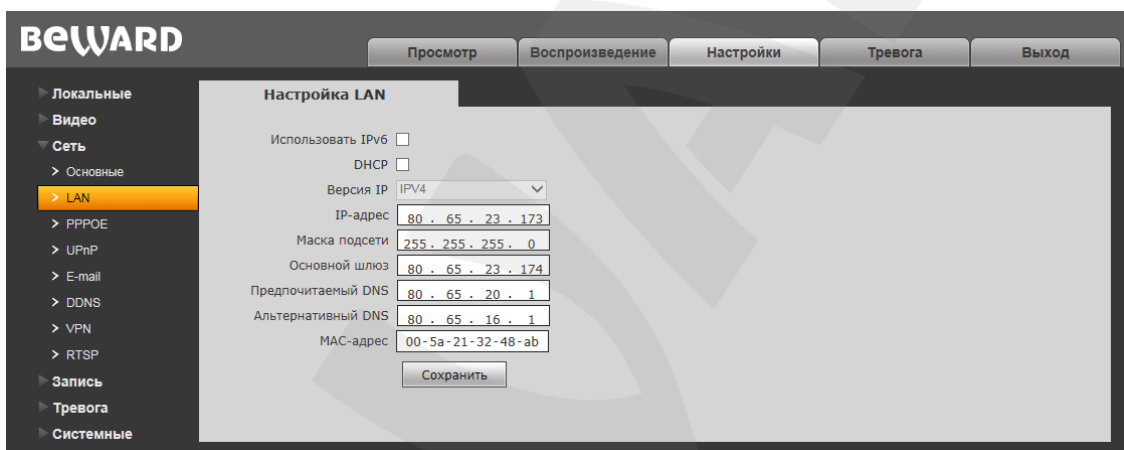 BEWARD
Просмотр Воспроизведение Настройки Тревога Выход
Локальные
Видео
Сеть
> Основные
> LAN
> PPPOE
> UPnP
> E-mail
> DDNS
> VPN
> RTSP
Запись
Тревога
Системные
Настройка LAN
Использовать IPv6
DHCP
Версия IP IPV4
IP-адрес 80 . 65 . 23 . 173
Маска подсети 255 . 255 . 255 . 0
Основной шлюз 80 . 65 . 23 . 174
Предпочитаемый DNS 80 . 65 . 20 . 1
Альтернативный DNS 80 . 65 . 16 . 1
MAC-адрес 00-5a-21-32-48-ab
Сохранить